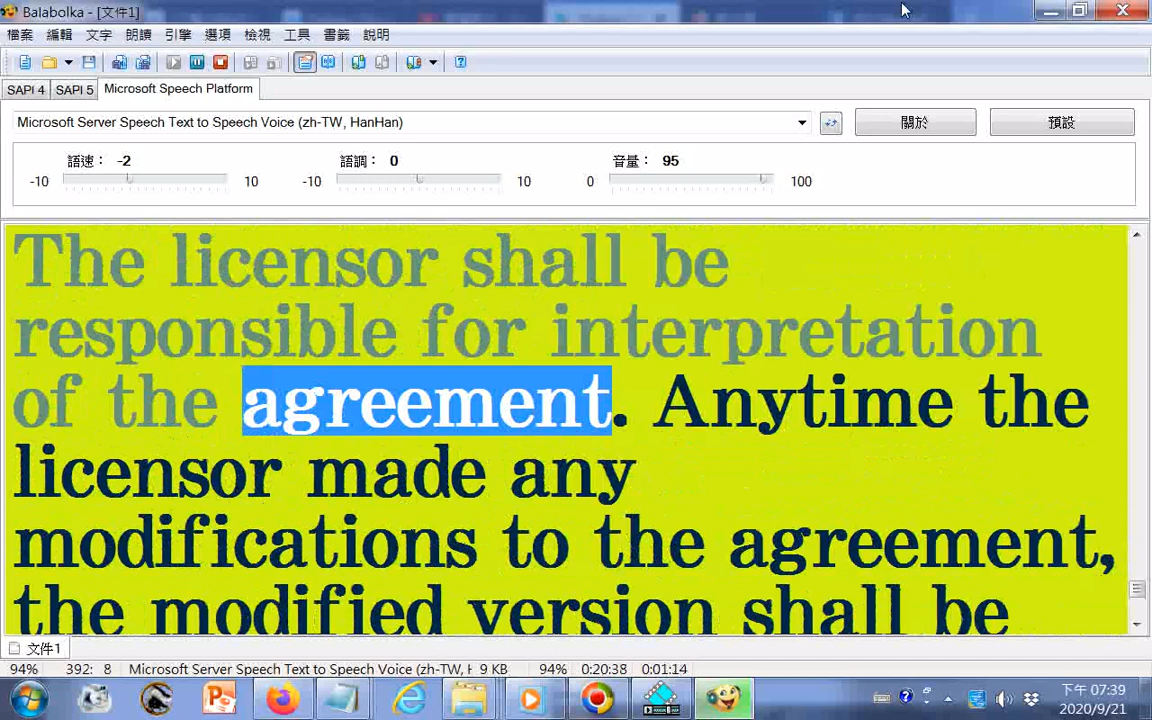 Balabolka - [文件1]
檔案 編輯 文字 朗讀 引擎 選項 檢視 工具 書籤 說明
SAPI 4 SAPI 5 Microsoft Speech Platform
Microsoft Server Speech Text to Speech Voice (zh-TW, HanHan) 關於 預設
語速： -2 語調： 0 音量： 95
-10 10 -10 10 0 100
The licensor shall be
responsible for interpretation
of the agreement. Anytime the
licensor made any
modifications to the agreement,
the modified version shall be
文件1
94% 392: 8 Microsoft Server Speech Text to Speech Voice (zh-TW, H 9 KB 94% 0:20:38 0:01:14
下午 07:39
2020/9/21